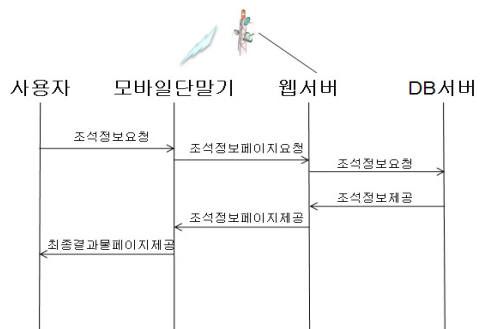 사용자 모바일단말기 웹서버 DB서버
조석정보요청
조석정보페이지요청
조석정보요청
조석정보제공
조석정보페이지제공
최종결과물페이지제공